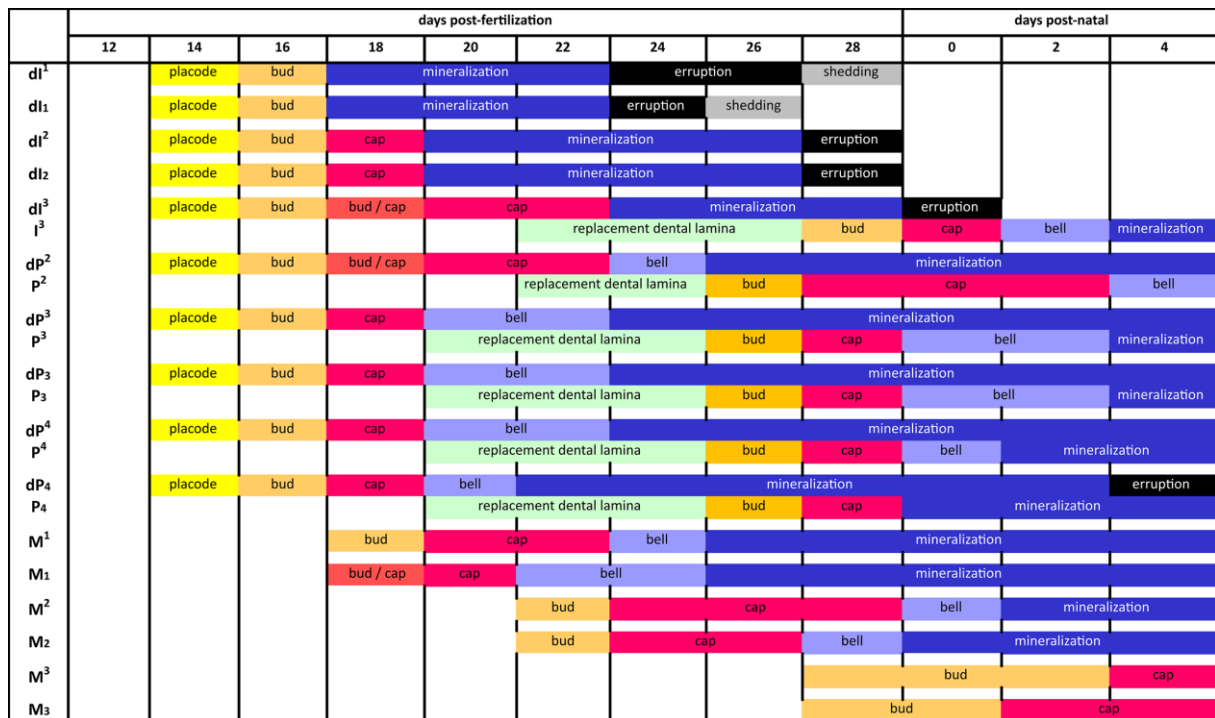 days post-fertilization days post-natal
12 14 16 18 20 22 24 26 28 0 2 4
dI¹ placode bud mineralization eruption shedding
dI₁ placode bud mineralization eruption shedding
dI² placode bud cap mineralization eruption
dI₂ placode bud cap mineralization eruption
dI³ placode bud bud / cap cap mineralization eruption
I³ replacement dental lamina bud cap bell mineralization
dP² placode bud bud / cap cap bell mineralization
P² replacement dental lamina bud cap bell
dP³ placode bud cap bell mineralization
P³ replacement dental lamina bud cap bell mineralization
dP₃ placode bud cap bell mineralization
P₃ replacement dental lamina bud cap bell mineralization
dP⁴ placode bud cap bell mineralization
P⁴ replacement dental lamina bud cap bell mineralization
dP₄ placode bud cap bell mineralization eruption
P₄ replacement dental lamina bud cap mineralization
M¹ bud cap bell mineralization
M₁ bud / cap cap bell mineralization
M² bud cap bell mineralization
M₂ bud cap bell mineralization
M³ bud cap
M₃ bud cap